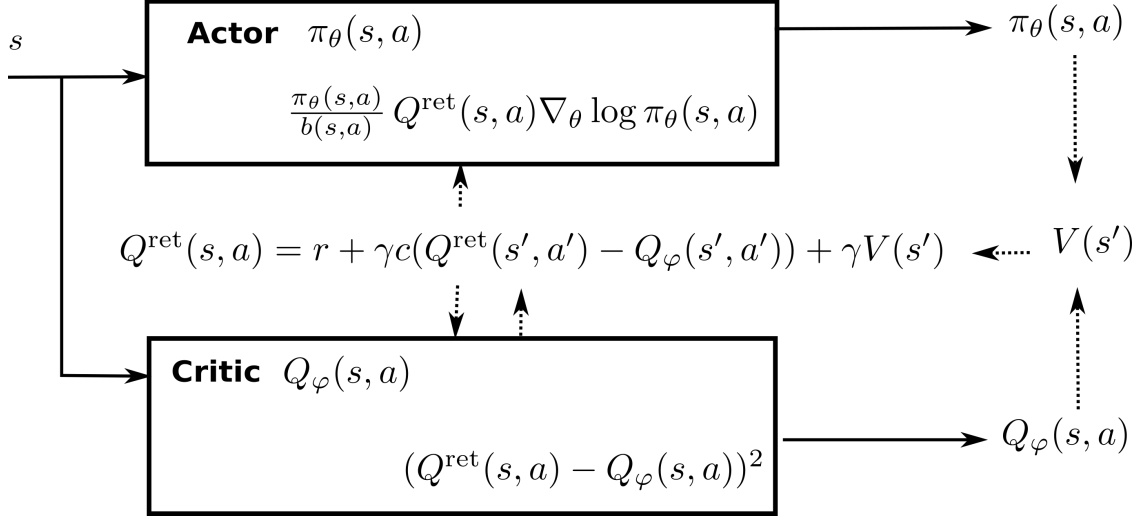 s
Actor π_θ(s, a)
π_θ(s,a)/b(s,a) Q^ret(s, a)∇_θ log π_θ(s, a)
π_θ(s, a)
Q^ret(s, a) = r + γc(Q^ret(s′, a′) − Q_φ(s′, a′)) + γV(s′)
V(s′)
Critic Q_φ(s, a)
(Q^ret(s, a) − Q_φ(s, a))^2
Q_φ(s, a)